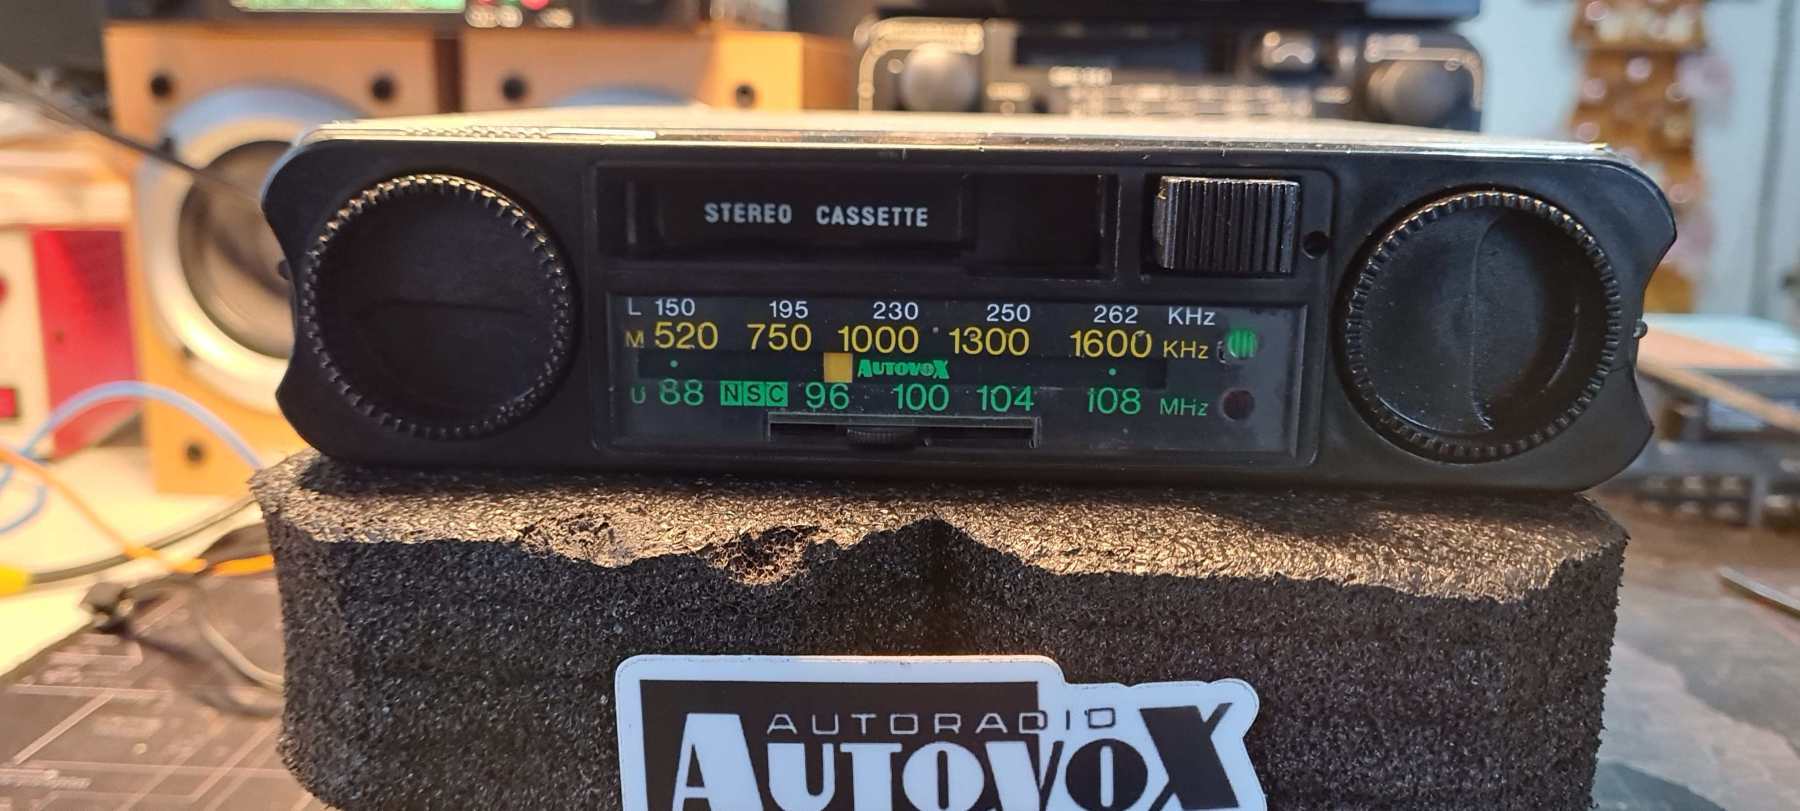 STEREO CASSETTE
L 150 195 230 250 262 KHz
M 520 750 1000 1300 1600 KHz
AUTOVOX
U 88 NSC 96 100 104 108 MHz
AUTORADIO
AUTOVOX